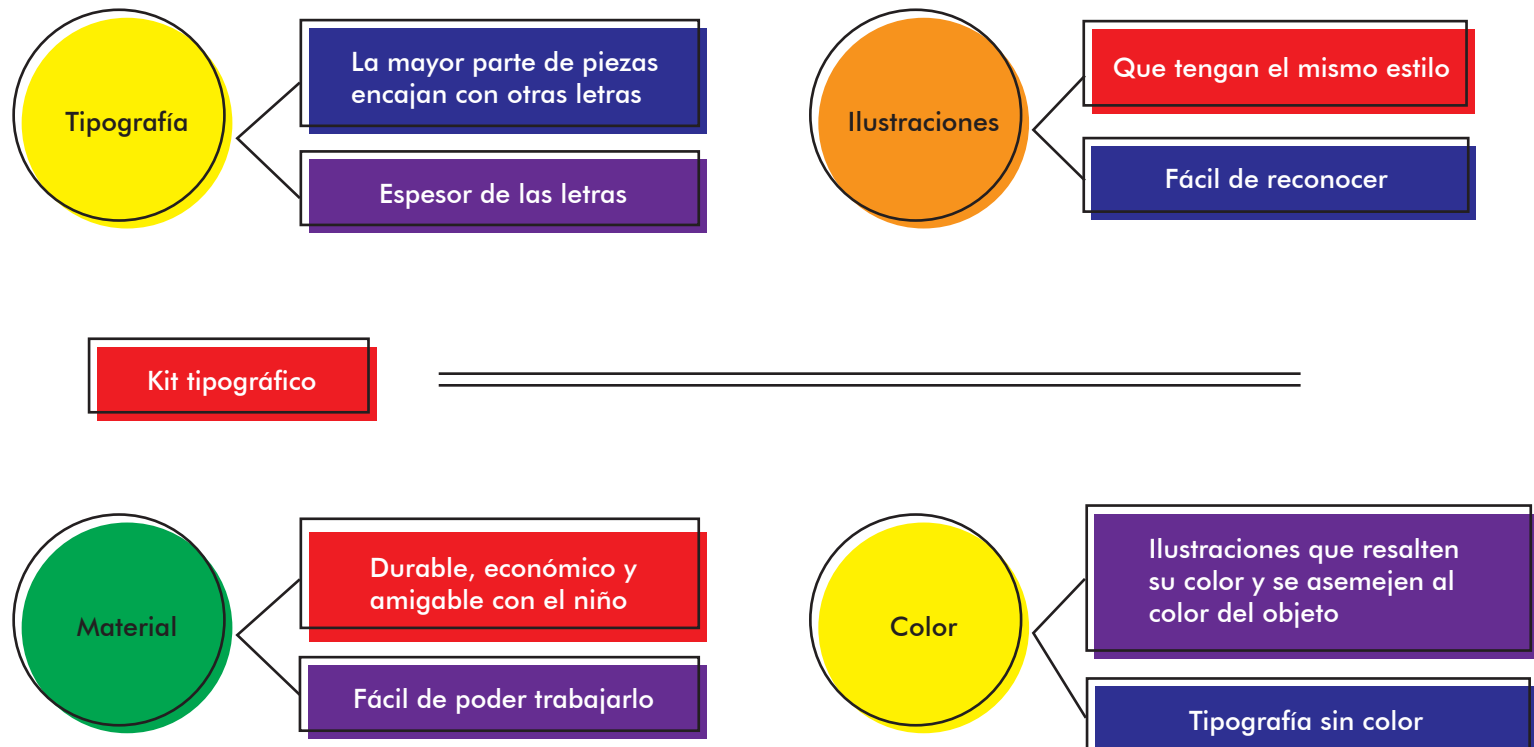 Tipografía
La mayor parte de piezas
encajan con otras letras
Espesor de las letras
Ilustraciones
Que tengan el mismo estilo
Fácil de reconocer
Kit tipográfico
Material
Durable, económico y
amigable con el niño
Fácil de poder trabajarlo
Color
Ilustraciones que resalten
su color y se asemejen al
color del objeto
Tipografía sin color